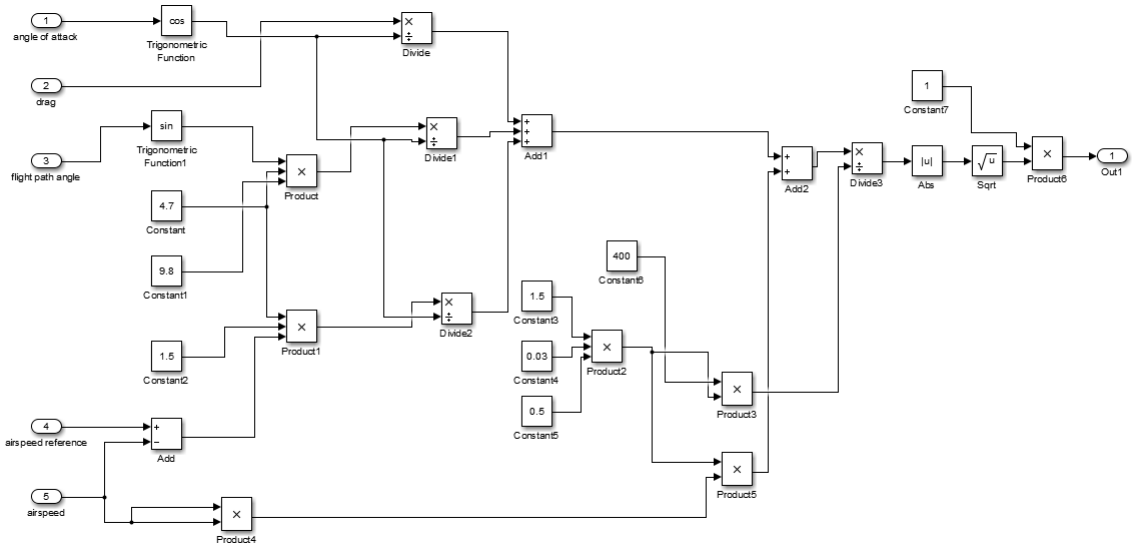 1
angle of attack
cos
Trigonometric
Function
×
÷
Divide
2
drag
1
Constant7
sin
Trigonometric
Function1
×
÷
Divide1
+
+
+
Add1
3
flight path angle
×
Product
+
+
Add2
×
÷
Divide3
|u|
Abs
√u
Sqrt
×
Product6
1
Out1
4.7
Constant
9.8
Constant1
400
Constant6
1.5
Constant3
×
Product1
×
÷
Divide2
1.5
Constant2
0.03
Constant4
×
Product2
0.5
Constant5
×
Product3
4
airspeed reference
+
−
Add
×
Product5
5
airspeed
×
Product4